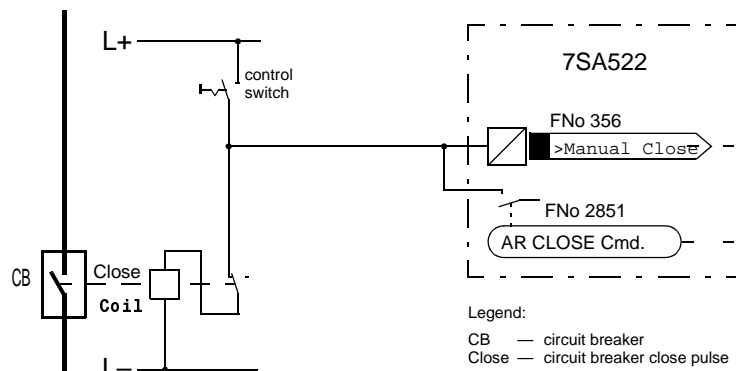 L+
7SA522
control
switch
FNo 356
>Manual Close
FNo 2851
AR CLOSE Cmd.
CB
Close
Coil
Legend:
CB — circuit breaker
Close — circuit breaker close pulse
L–